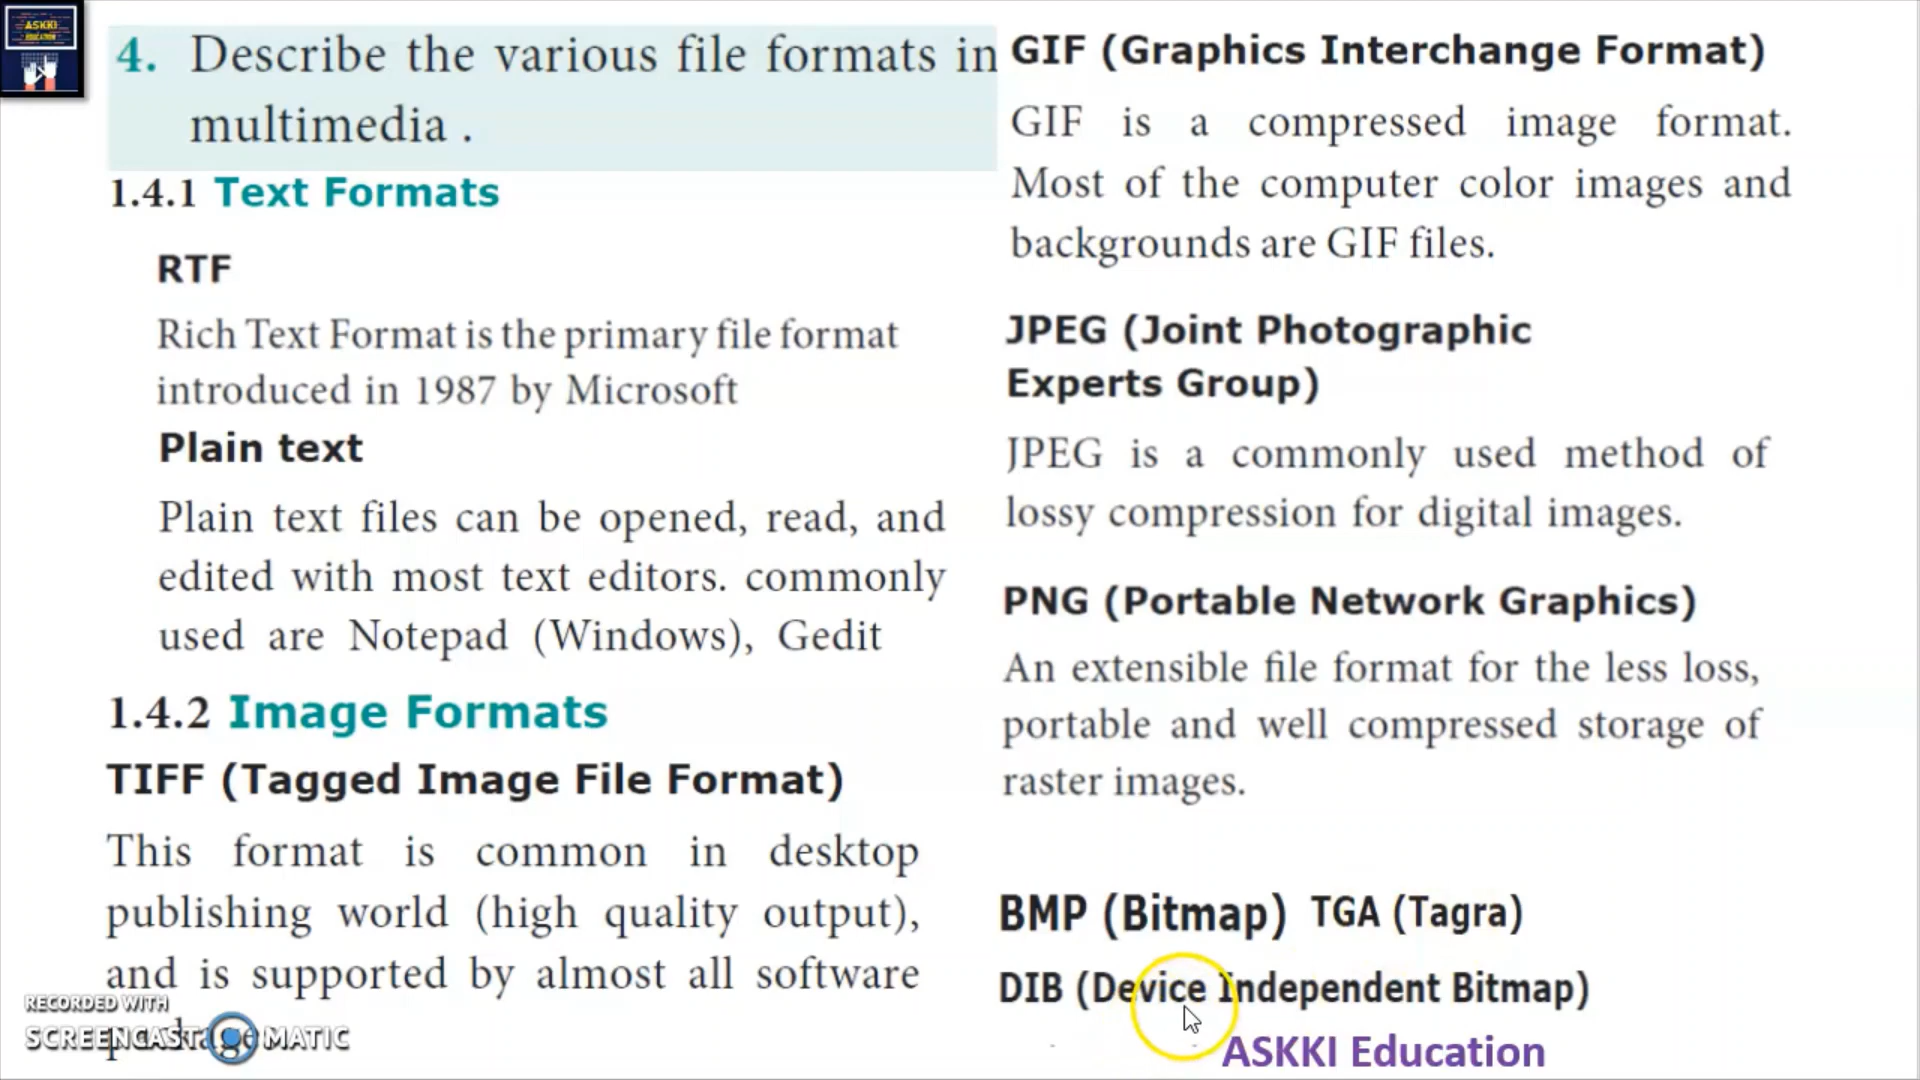 ASKKI
EDUCATION
4. Describe the various file formats in
multimedia .
1.4.1 Text Formats
RTF
Rich Text Format is the primary file format
introduced in 1987 by Microsoft
Plain text
Plain text files can be opened, read, and
edited with most text editors. commonly
used are Notepad (Windows), Gedit
1.4.2 Image Formats
TIFF (Tagged Image File Format)
This format is common in desktop
publishing world (high quality output),
and is supported by almost all software
RECORDED WITH
SCREENCAST MATIC
GIF (Graphics Interchange Format)
GIF is a compressed image format.
Most of the computer color images and
backgrounds are GIF files.
JPEG (Joint Photographic
Experts Group)
JPEG is a commonly used method of
lossy compression for digital images.
PNG (Portable Network Graphics)
An extensible file format for the less loss,
portable and well compressed storage of
raster images.
BMP (Bitmap) TGA (Tagra)
DIB (Device Independent Bitmap)
ASKKI Education